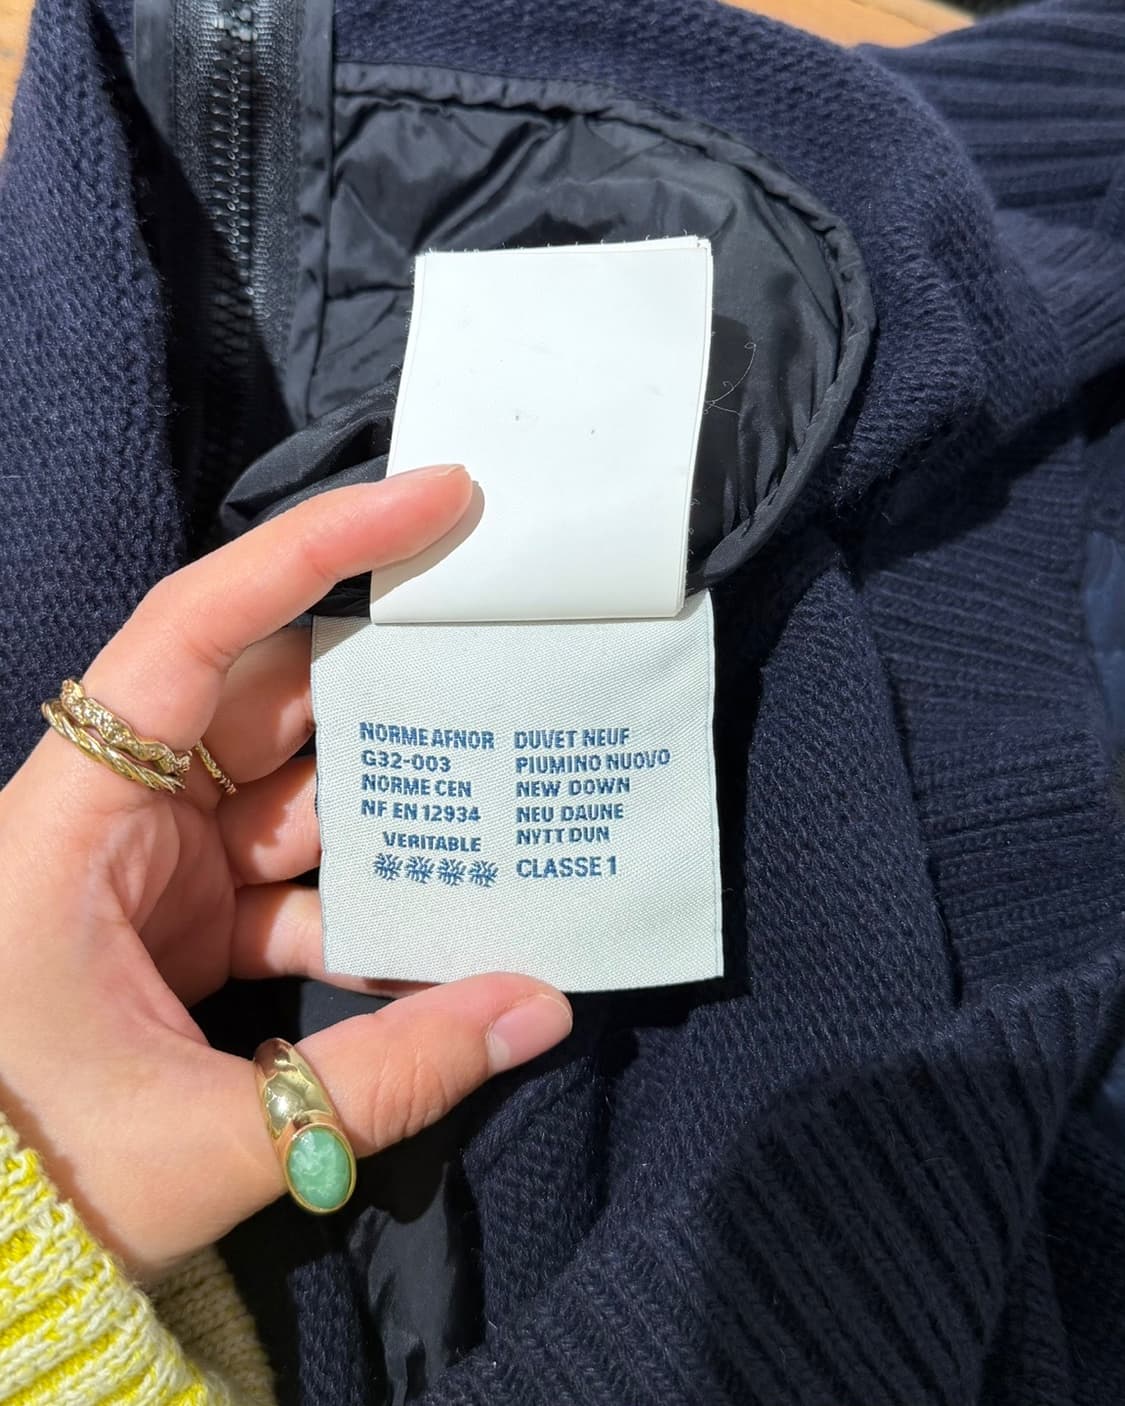 NORME AFNOR
G32-003
NORME CEN
NF EN 12934
VERITABLE
DUVET NEUF
PIUMINO NUOVO
NEW DOWN
NEU DAUNE
NYTT DUN
CLASSE 1